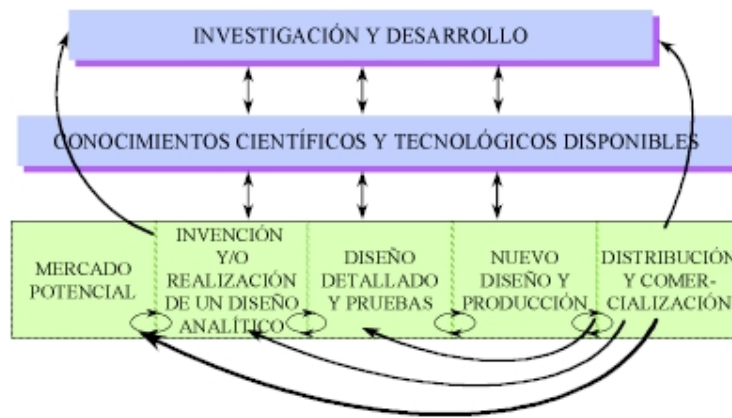 INVESTIGACIÓN Y DESARROLLO
CONOCIMIENTOS CIENTÍFICOS Y TECNOLÓGICOS DISPONIBLES
MERCADO
POTENCIAL
INVENCIÓN
Y/O
REALIZACIÓN
DE UN DISEÑO
ANALÍTICO
DISEÑO
DETALLADO
Y PRUEBAS
NUEVO
DISEÑO Y
PRODUCCIÓN
DISTRIBUCIÓN
Y COMER-
CIALIZACIÓN